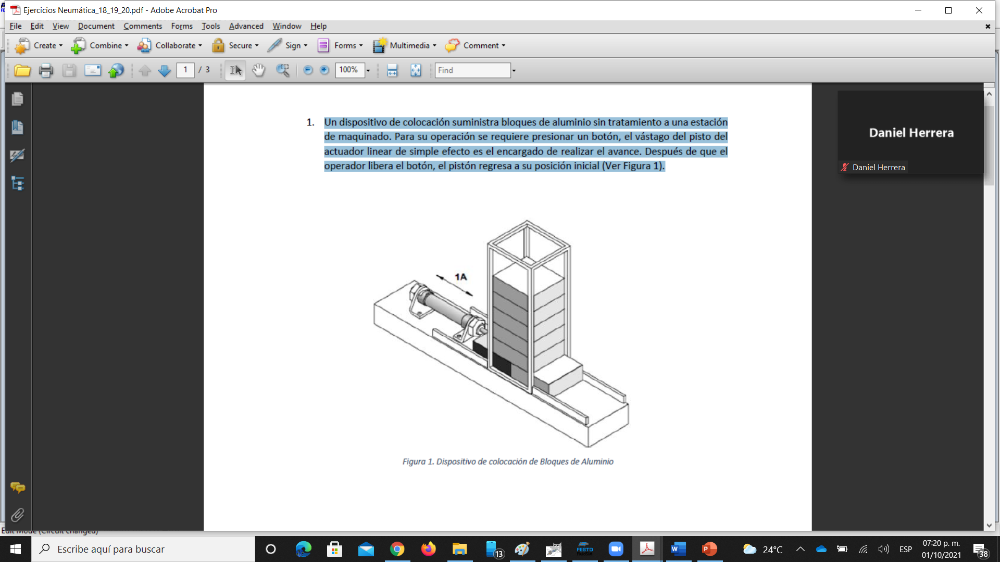 Ejercicios Neumática_18_19_20.pdf - Adobe Acrobat Pro
File Edit View Document Comments Forms Tools Advanced Window Help
Create Combine Collaborate Secure Sign Forms Multimedia Comment
1 / 3 100% Find
1. Un dispositivo de colocación suministra bloques de aluminio sin tratamiento a una estación
de maquinado. Para su operación se requiere presionar un botón, el vástago del pisto del
actuador linear de simple efecto es el encargado de realizar el avance. Después de que el
operador libera el botón, el pistón regresa a su posición inicial (Ver Figura 1).
Daniel Herrera
Daniel Herrera
1A
Figura 1. Dispositivo de colocación de Bloques de Aluminio
Edit Mode (Circuit changed)
Escribe aquí para buscar
13
FESTO
24°C
ESP
07:20 p. m.
01/10/2021
38